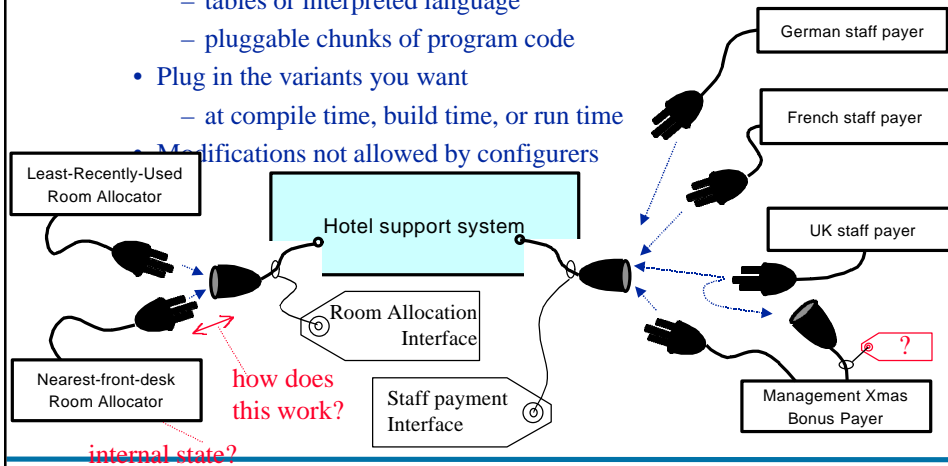 – tables or interpreted language
– pluggable chunks of program code
• Plug in the variants you want
– at compile time, build time, or run time
• Modifications not allowed by configurers
German staff payer
French staff payer
Least-Recently-Used
Room Allocator
Hotel support system
UK staff payer
Room Allocation
Interface
?
Nearest-front-desk
Room Allocator
how does
this work?
Staff payment
Interface
Management Xmas
Bonus Payer
internal state?